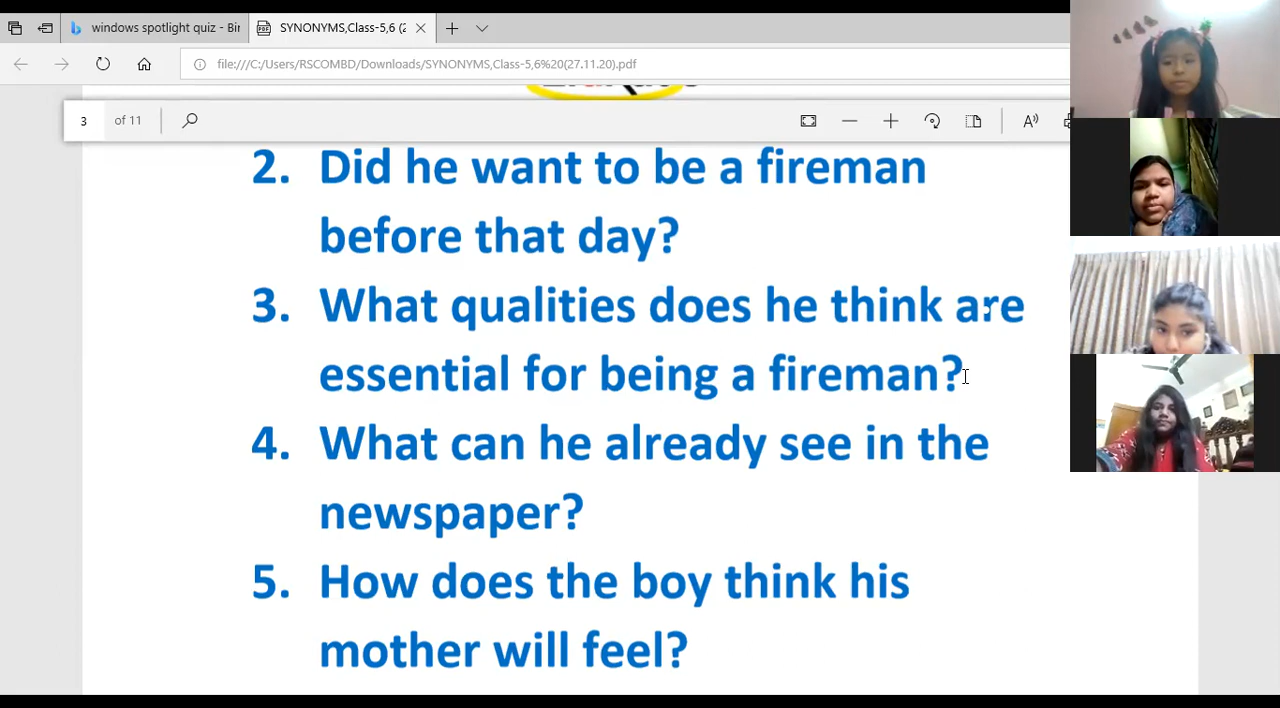 windows spotlight quiz - Bir
SYNONYMS,Class-5,6 (2
file:///C:/Users/RSCOMBD/Downloads/SYNONYMS,Class-5,6%20(27.11.20).pdf
3 of 11
2. Did he want to be a fireman
before that day?
3. What qualities does he think are
essential for being a fireman?
4. What can he already see in the
newspaper?
5. How does the boy think his
mother will feel?